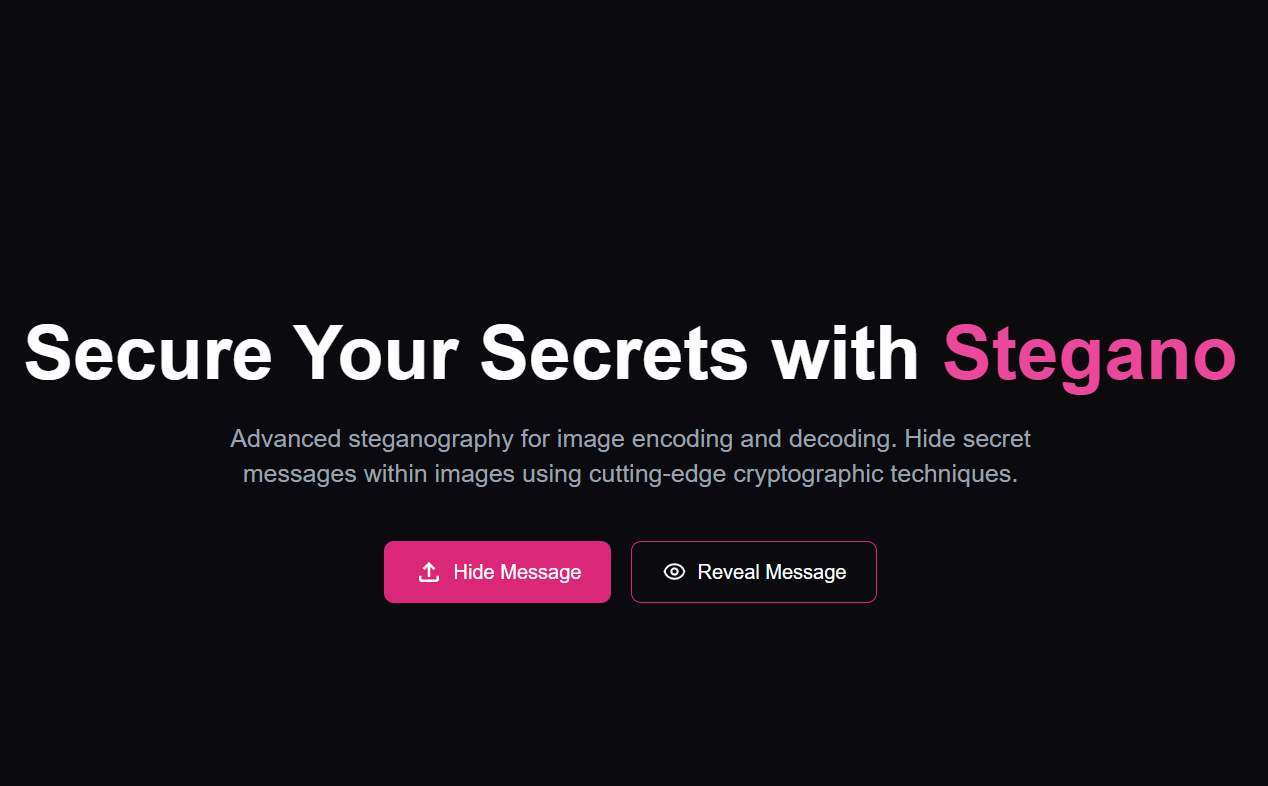 Secure Your Secrets with Stegano
Advanced steganography for image encoding and decoding. Hide secret
messages within images using cutting-edge cryptographic techniques.
Hide Message
Reveal Message